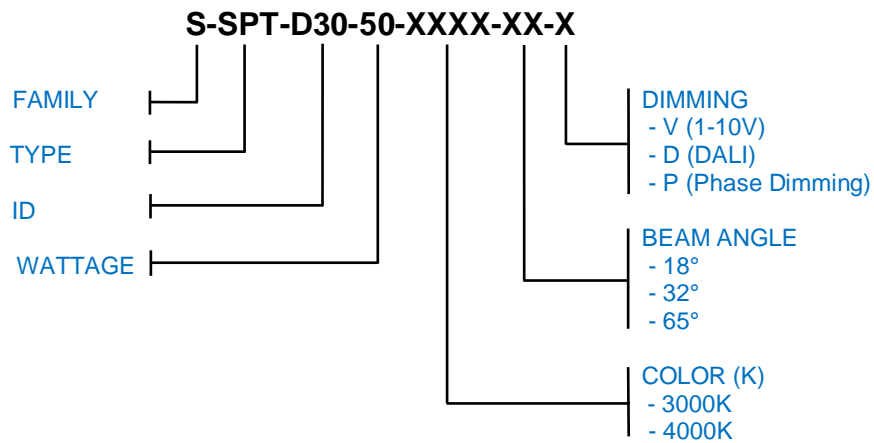 S-SPT-D30-50-XXXX-XX-X
FAMILY
TYPE
ID
WATTAGE
DIMMING
- V (1-10V)
- D (DALI)
- P (Phase Dimming)
BEAM ANGLE
- 18°
- 32°
- 65°
COLOR (K)
- 3000K
- 4000K